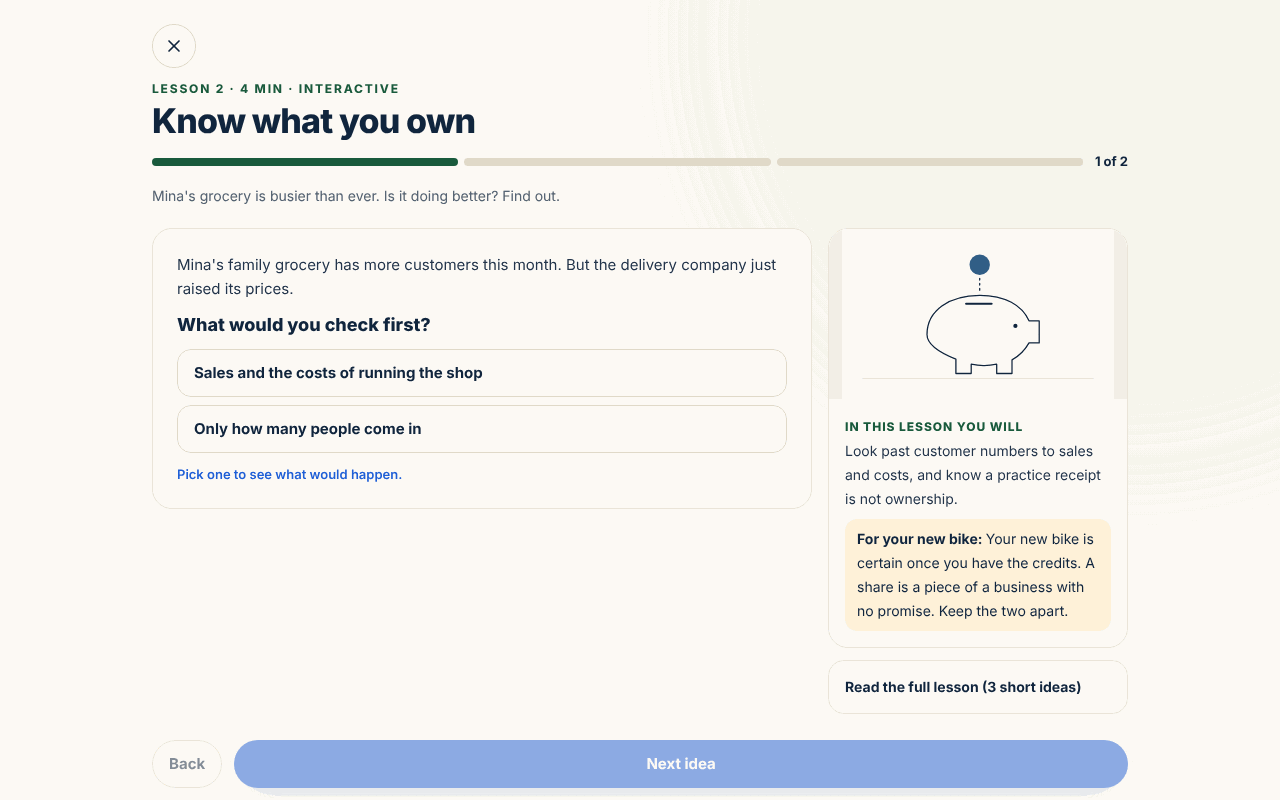 LESSON 2 · 4 MIN · INTERACTIVE
Know what you own
1 of 2
Mina's grocery is busier than ever. Is it doing better? Find out.
Mina's family grocery has more customers this month. But the delivery company just
raised its prices.
What would you check first?
Sales and the costs of running the shop
Only how many people come in
Pick one to see what would happen.
IN THIS LESSON YOU WILL
Look past customer numbers to sales
and costs, and know a practice receipt
is not ownership.
For your new bike: Your new bike is
certain once you have the credits. A
share is a piece of a business with
no promise. Keep the two apart.
Read the full lesson (3 short ideas)
Back
Next idea